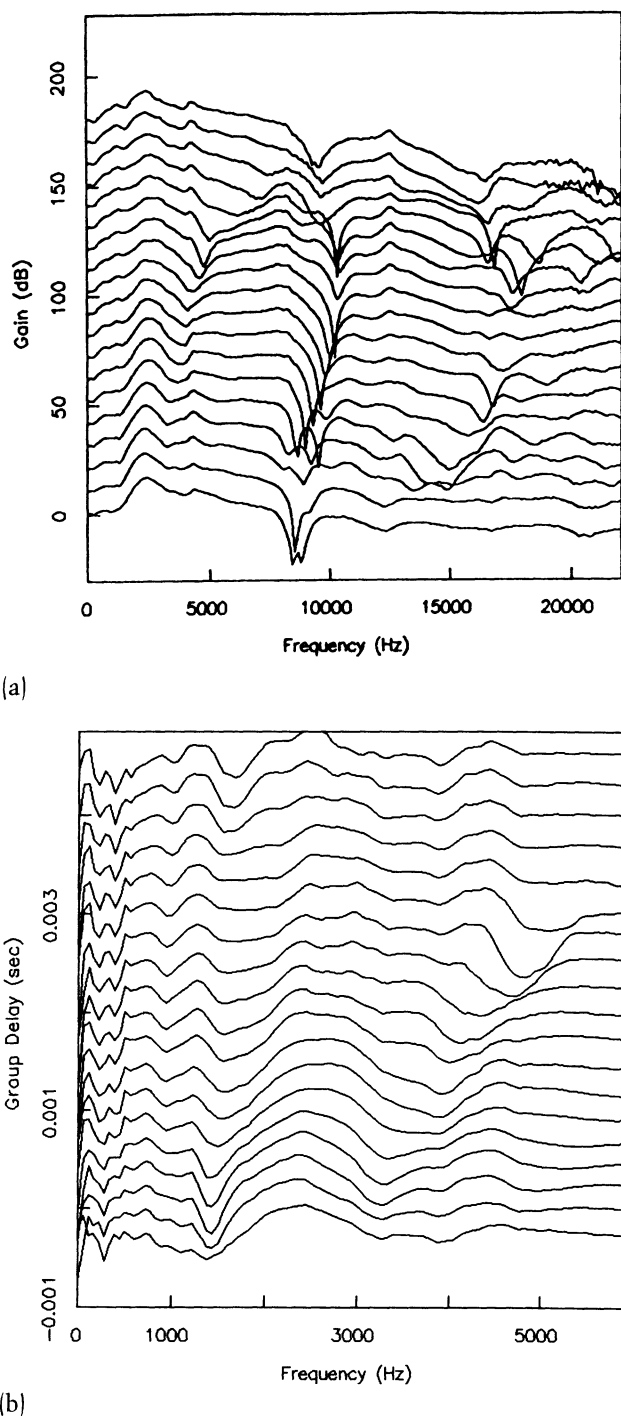 200
150
100
50
0
Gain (dB)
0 5000 10000 15000 20000
Frequency (Hz)
(a)
0.003
0.001
−0.001
Group Delay (sec)
0 1000 3000 5000
Frequency (Hz)
(b)